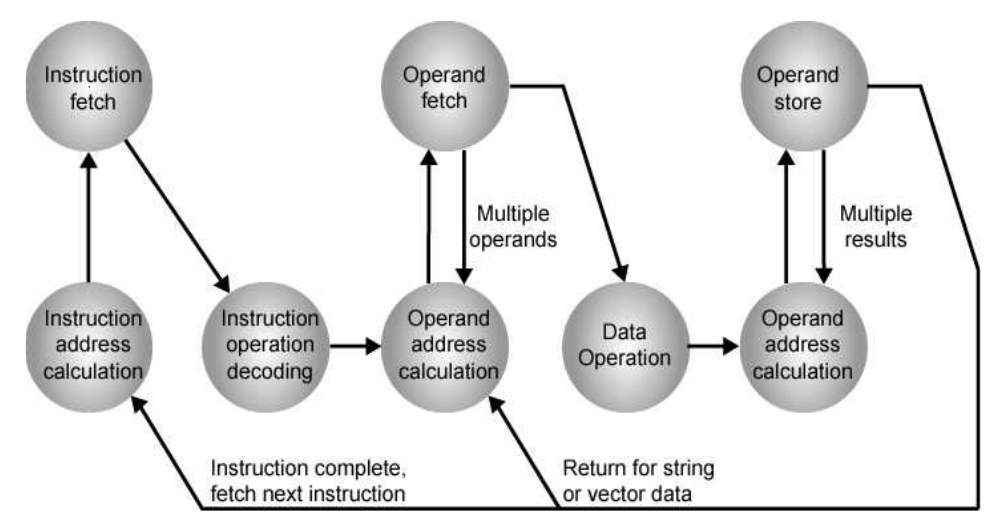 Instruction
fetch
Operand
fetch
Operand
store
Multiple
operands
Multiple
results
Instruction
address
calculation
Instruction
operation
decoding
Operand
address
calculation
Data
Operation
Operand
address
calculation
Instruction complete,
fetch next instruction
Return for string
or vector data